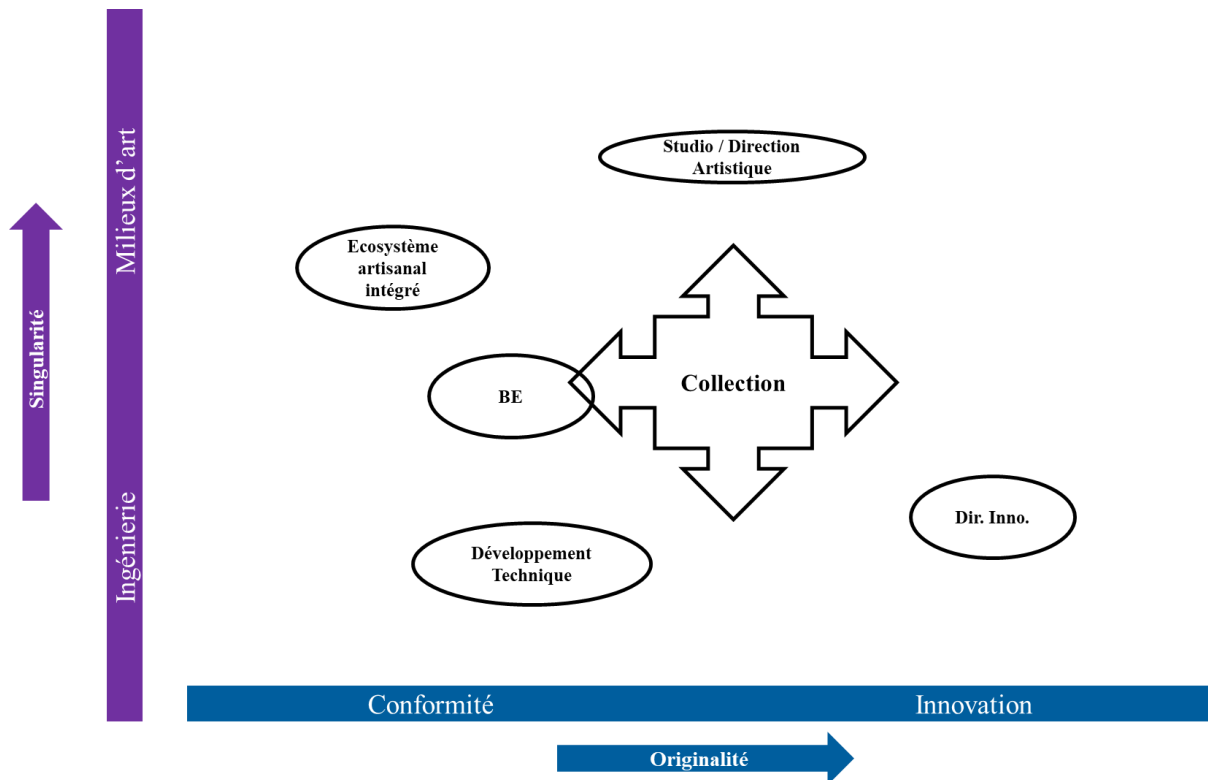 Milieux d’art
Ingénierie
Singularité
Studio / Direction
Artistique
Ecosystème
artisanal
intégré
Collection
BE
Dir. Inno.
Développement
Technique
Conformité
Innovation
Originalité